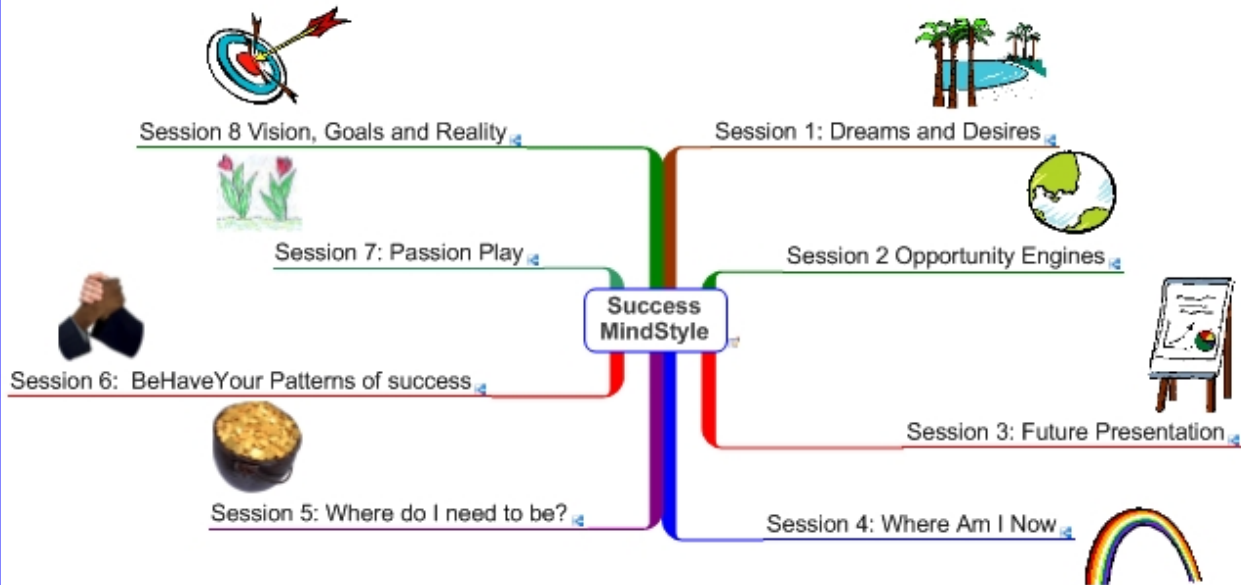 Session 8 Vision, Goals and Reality
Session 1: Dreams and Desires
Session 7: Passion Play
Session 2 Opportunity Engines
Success
MindStyle
Session 6:  BeHaveYour Patterns of success
Session 3: Future Presentation
Session 5: Where do I need to be?
Session 4: Where Am I Now